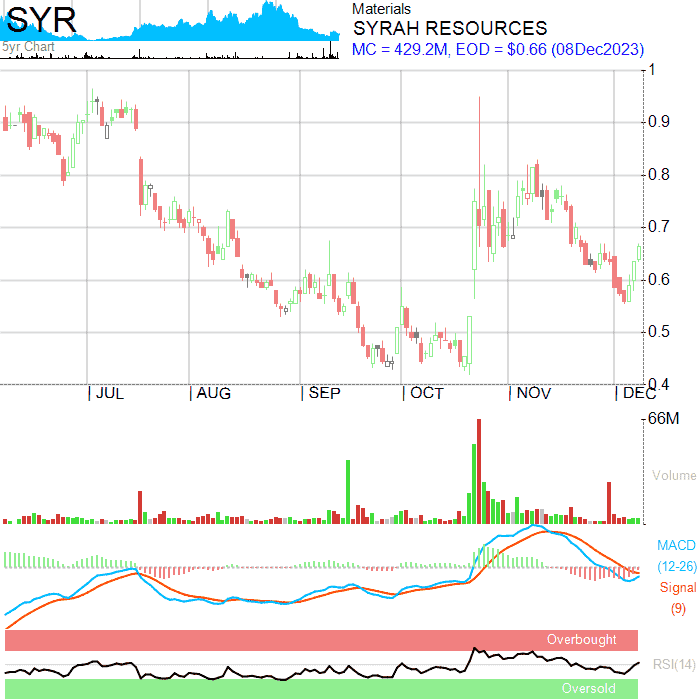 SYR
5yr Chart
Materials
SYRAH RESOURCES
MC = 429.2M, EOD = $0.66 (08Dec2023)
1
0.9
0.8
0.7
0.6
0.5
0.4
JUL
AUG
SEP
OCT
NOV
DEC
66M
Volume
MACD
(12-26)
Signal
(9)
Overbought
RSI(14)
Oversold